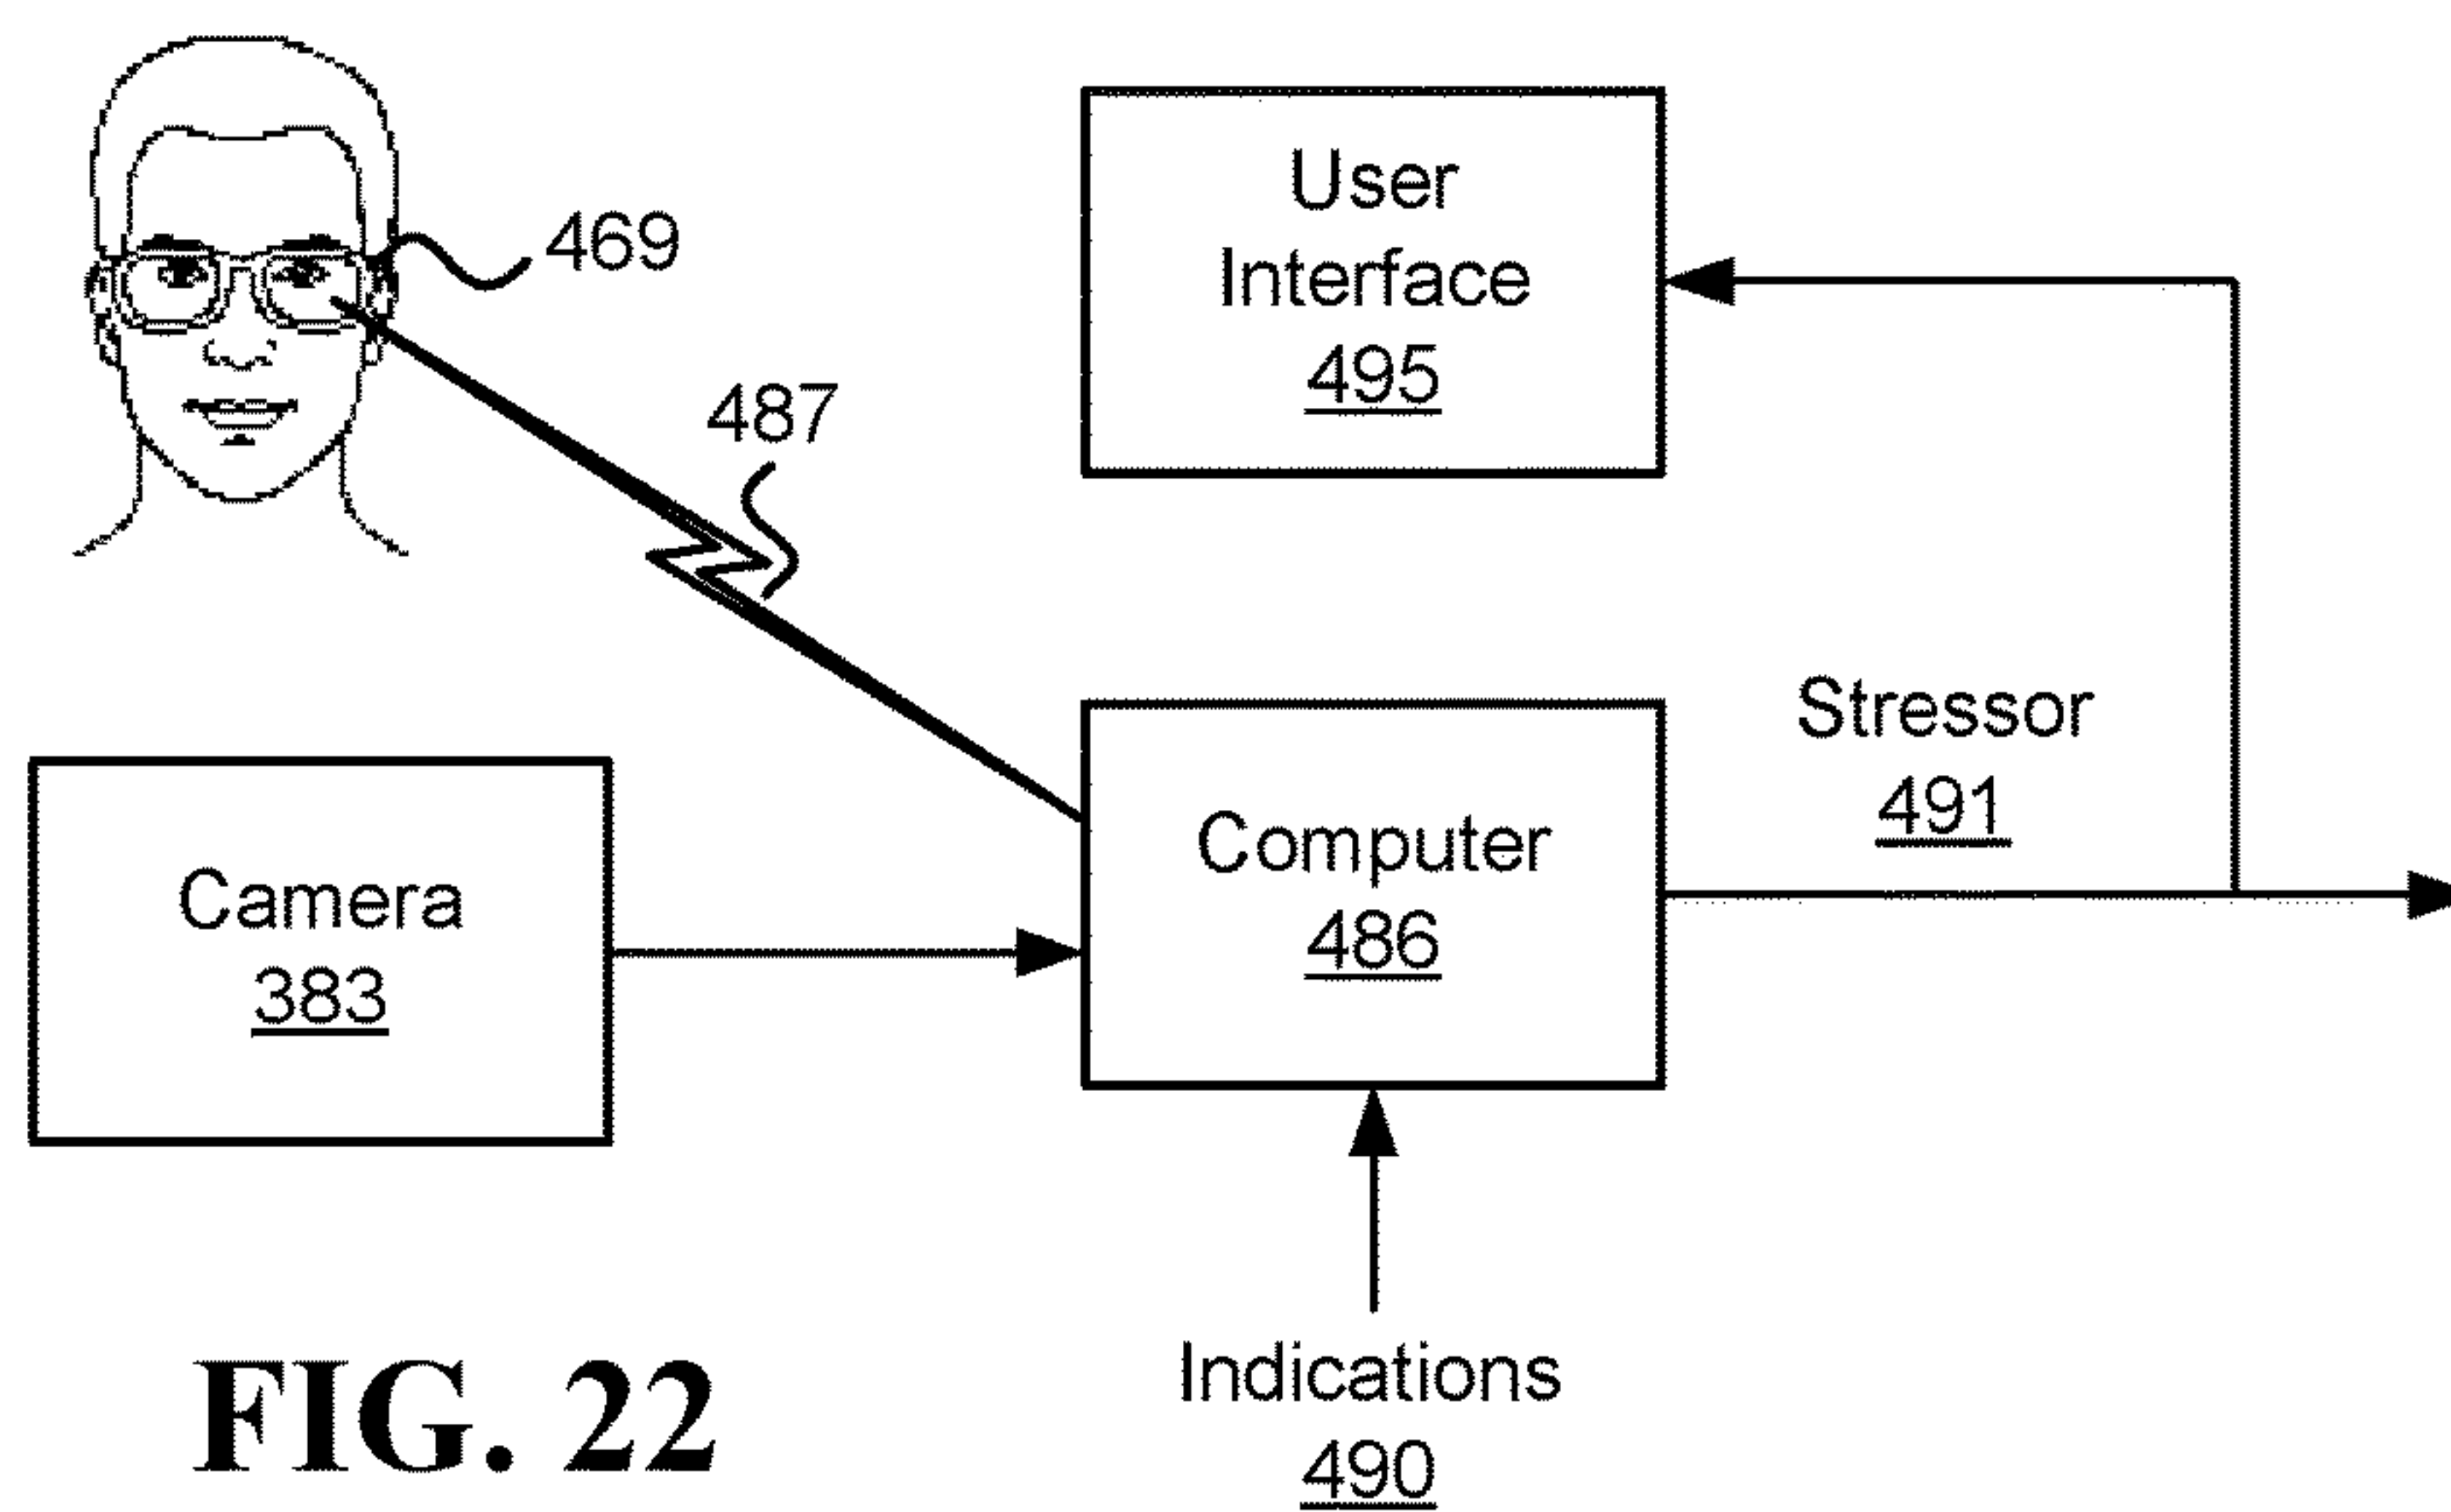 469
487
User
Interface
495
Stressor
491
Camera
383
Computer
486
Indications
490
FIG. 22